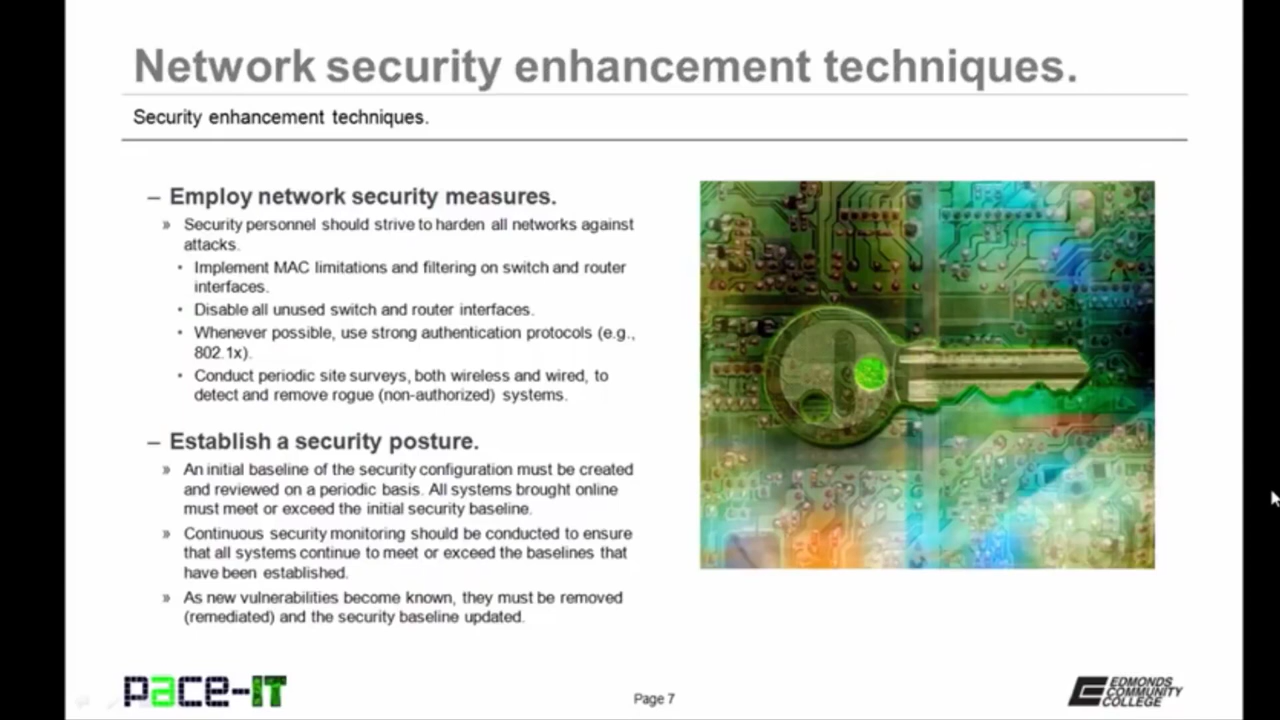 Network security enhancement techniques.
Security enhancement techniques.
– Employ network security measures.
» Security personnel should strive to harden all networks against
attacks.
• Implement MAC limitations and filtering on switch and router
interfaces.
• Disable all unused switch and router interfaces.
• Whenever possible, use strong authentication protocols (e.g.,
802.1x).
• Conduct periodic site surveys, both wireless and wired, to
detect and remove rogue (non-authorized) systems.
– Establish a security posture.
» An initial baseline of the security configuration must be created
and reviewed on a periodic basis. All systems brought online
must meet or exceed the initial security baseline.
» Continuous security monitoring should be conducted to ensure
that all systems continue to meet or exceed the baselines that
have been established.
» As new vulnerabilities become known, they must be removed
(remediated) and the security baseline updated.
pace-IT
Page 7
EDMONDS
COMMUNITY
COLLEGE